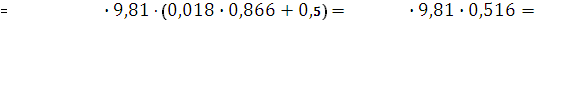 = · 9,81 · (0,018 · 0,866 + 0,5) = · 9,81 · 0,516 =